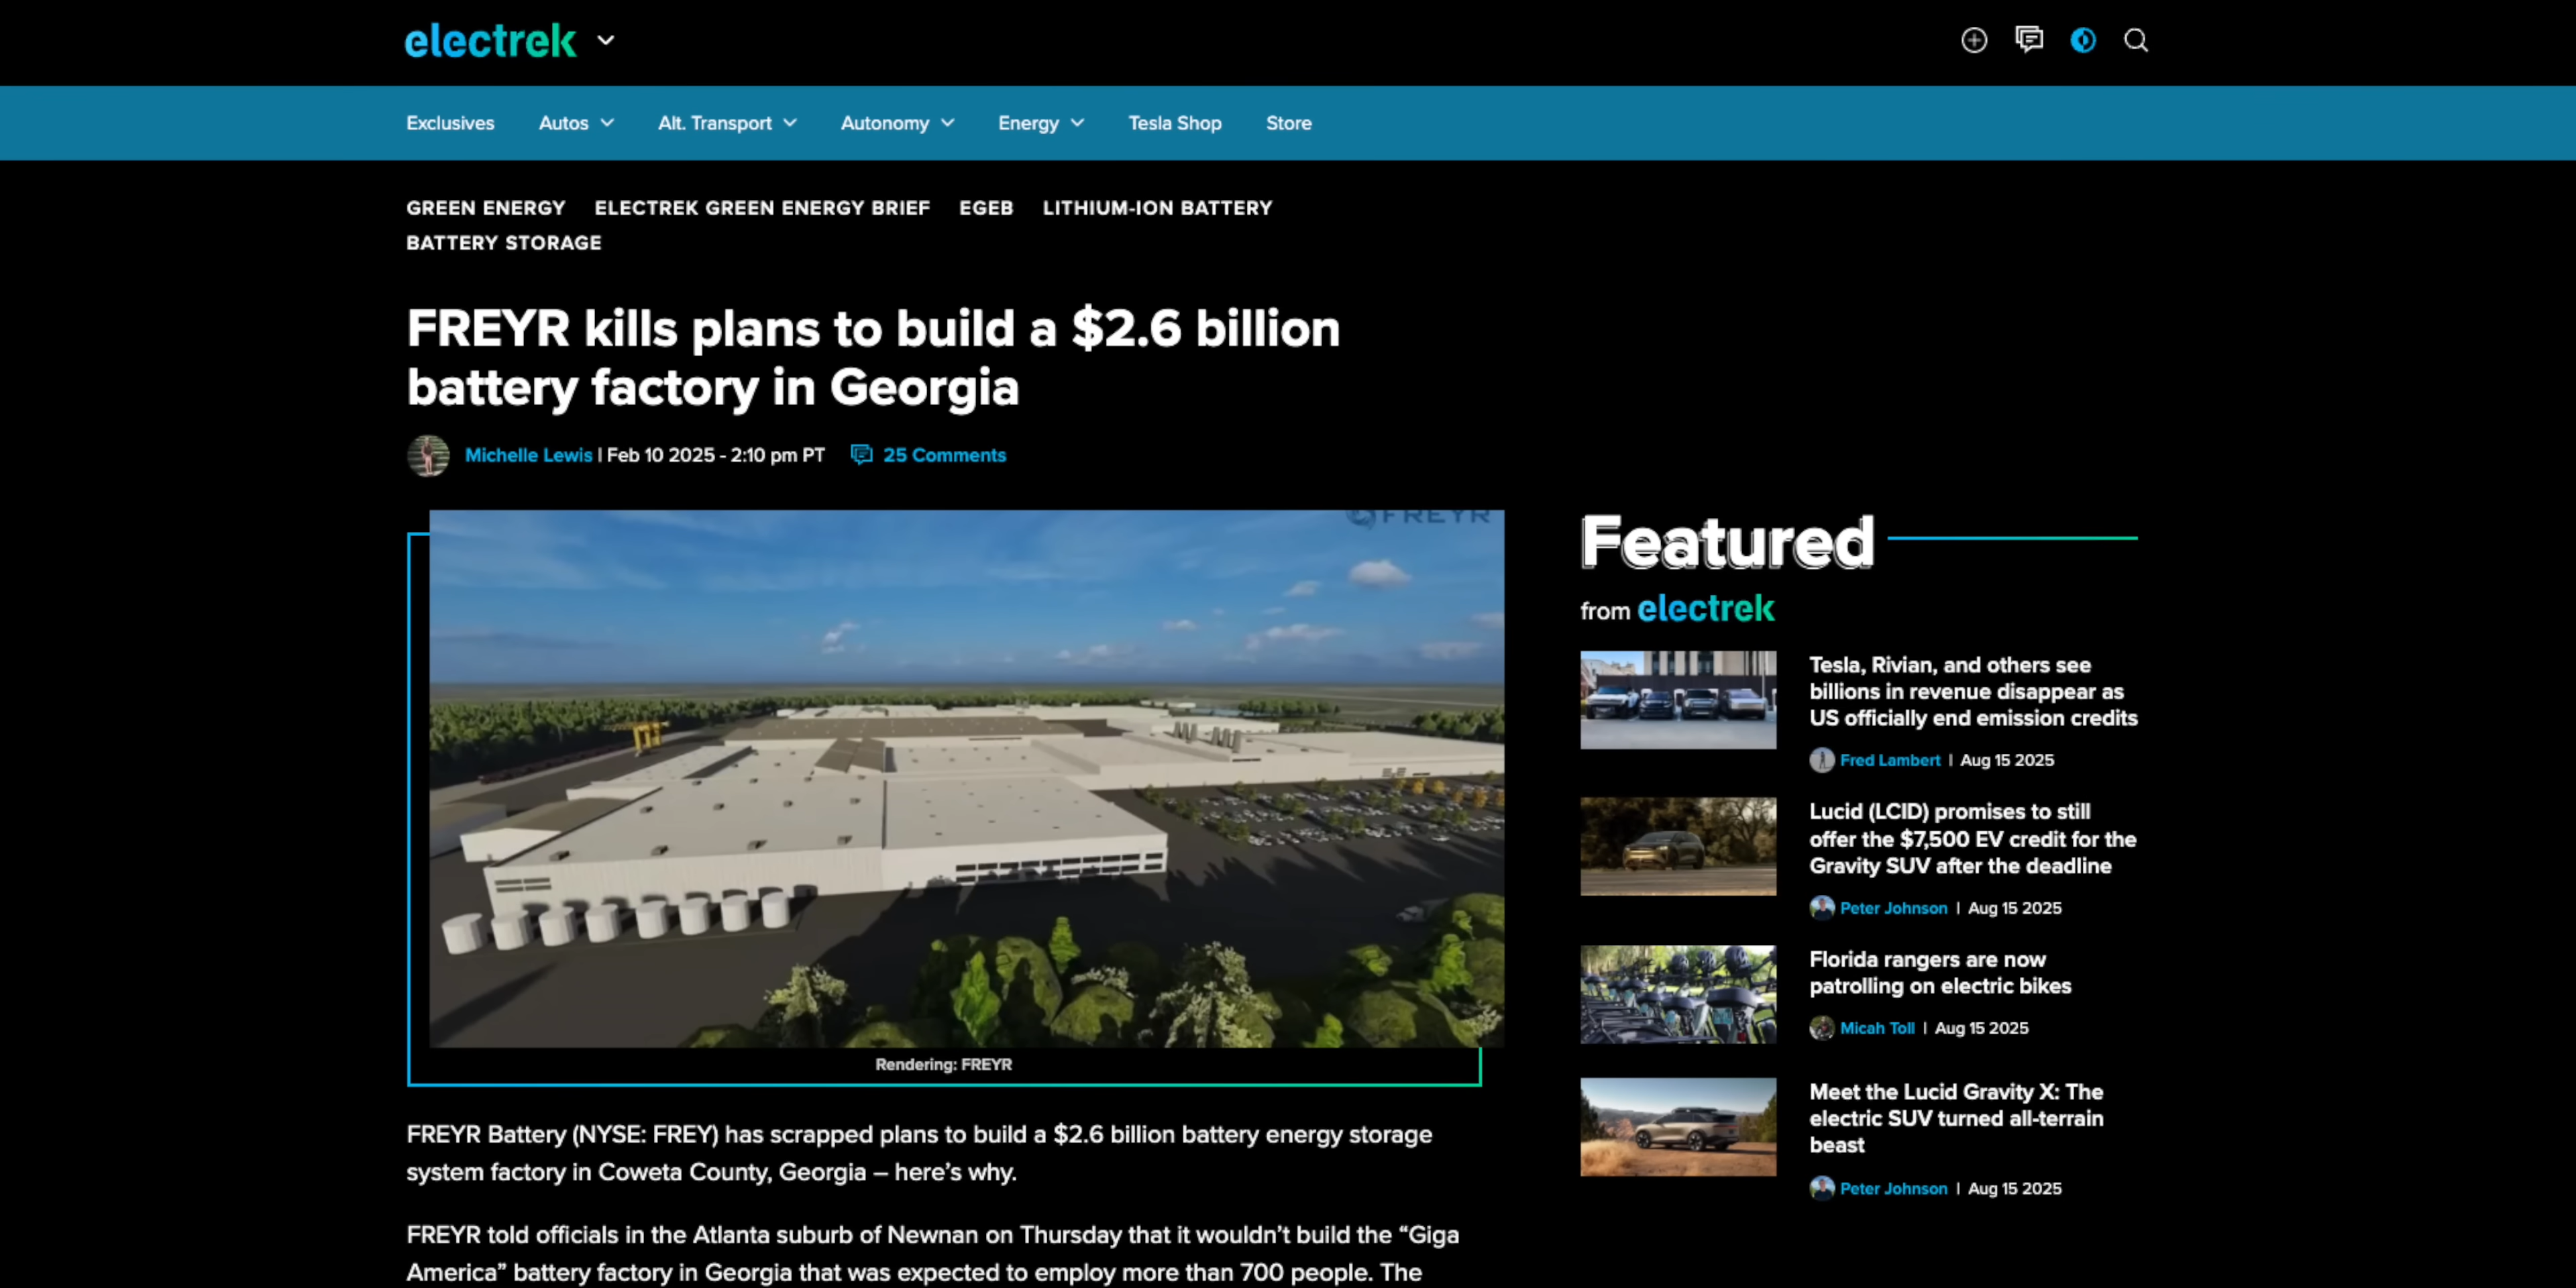 electrek
Exclusives Autos Alt. Transport Autonomy Energy Tesla Shop Store
GREEN ENERGY ELECTREK GREEN ENERGY BRIEF EGEB LITHIUM-ION BATTERY
BATTERY STORAGE
FREYR kills plans to build a $2.6 billion
battery factory in Georgia
Michelle Lewis | Feb 10 2025 - 2:10 pm PT 25 Comments
FREYR
Rendering: FREYR
FREYR Battery (NYSE: FREY) has scrapped plans to build a $2.6 billion battery energy storage
system factory in Coweta County, Georgia – here’s why.
FREYR told officials in the Atlanta suburb of Newnan on Thursday that it wouldn’t build the “Giga
America” battery factory in Georgia that was expected to employ more than 700 people. The
Featured
from electrek
Tesla, Rivian, and others see
billions in revenue disappear as
US officially end emission credits
Fred Lambert | Aug 15 2025
Lucid (LCID) promises to still
offer the $7,500 EV credit for the
Gravity SUV after the deadline
Peter Johnson | Aug 15 2025
Florida rangers are now
patrolling on electric bikes
Micah Toll | Aug 15 2025
Meet the Lucid Gravity X: The
electric SUV turned all-terrain
beast
Peter Johnson | Aug 15 2025